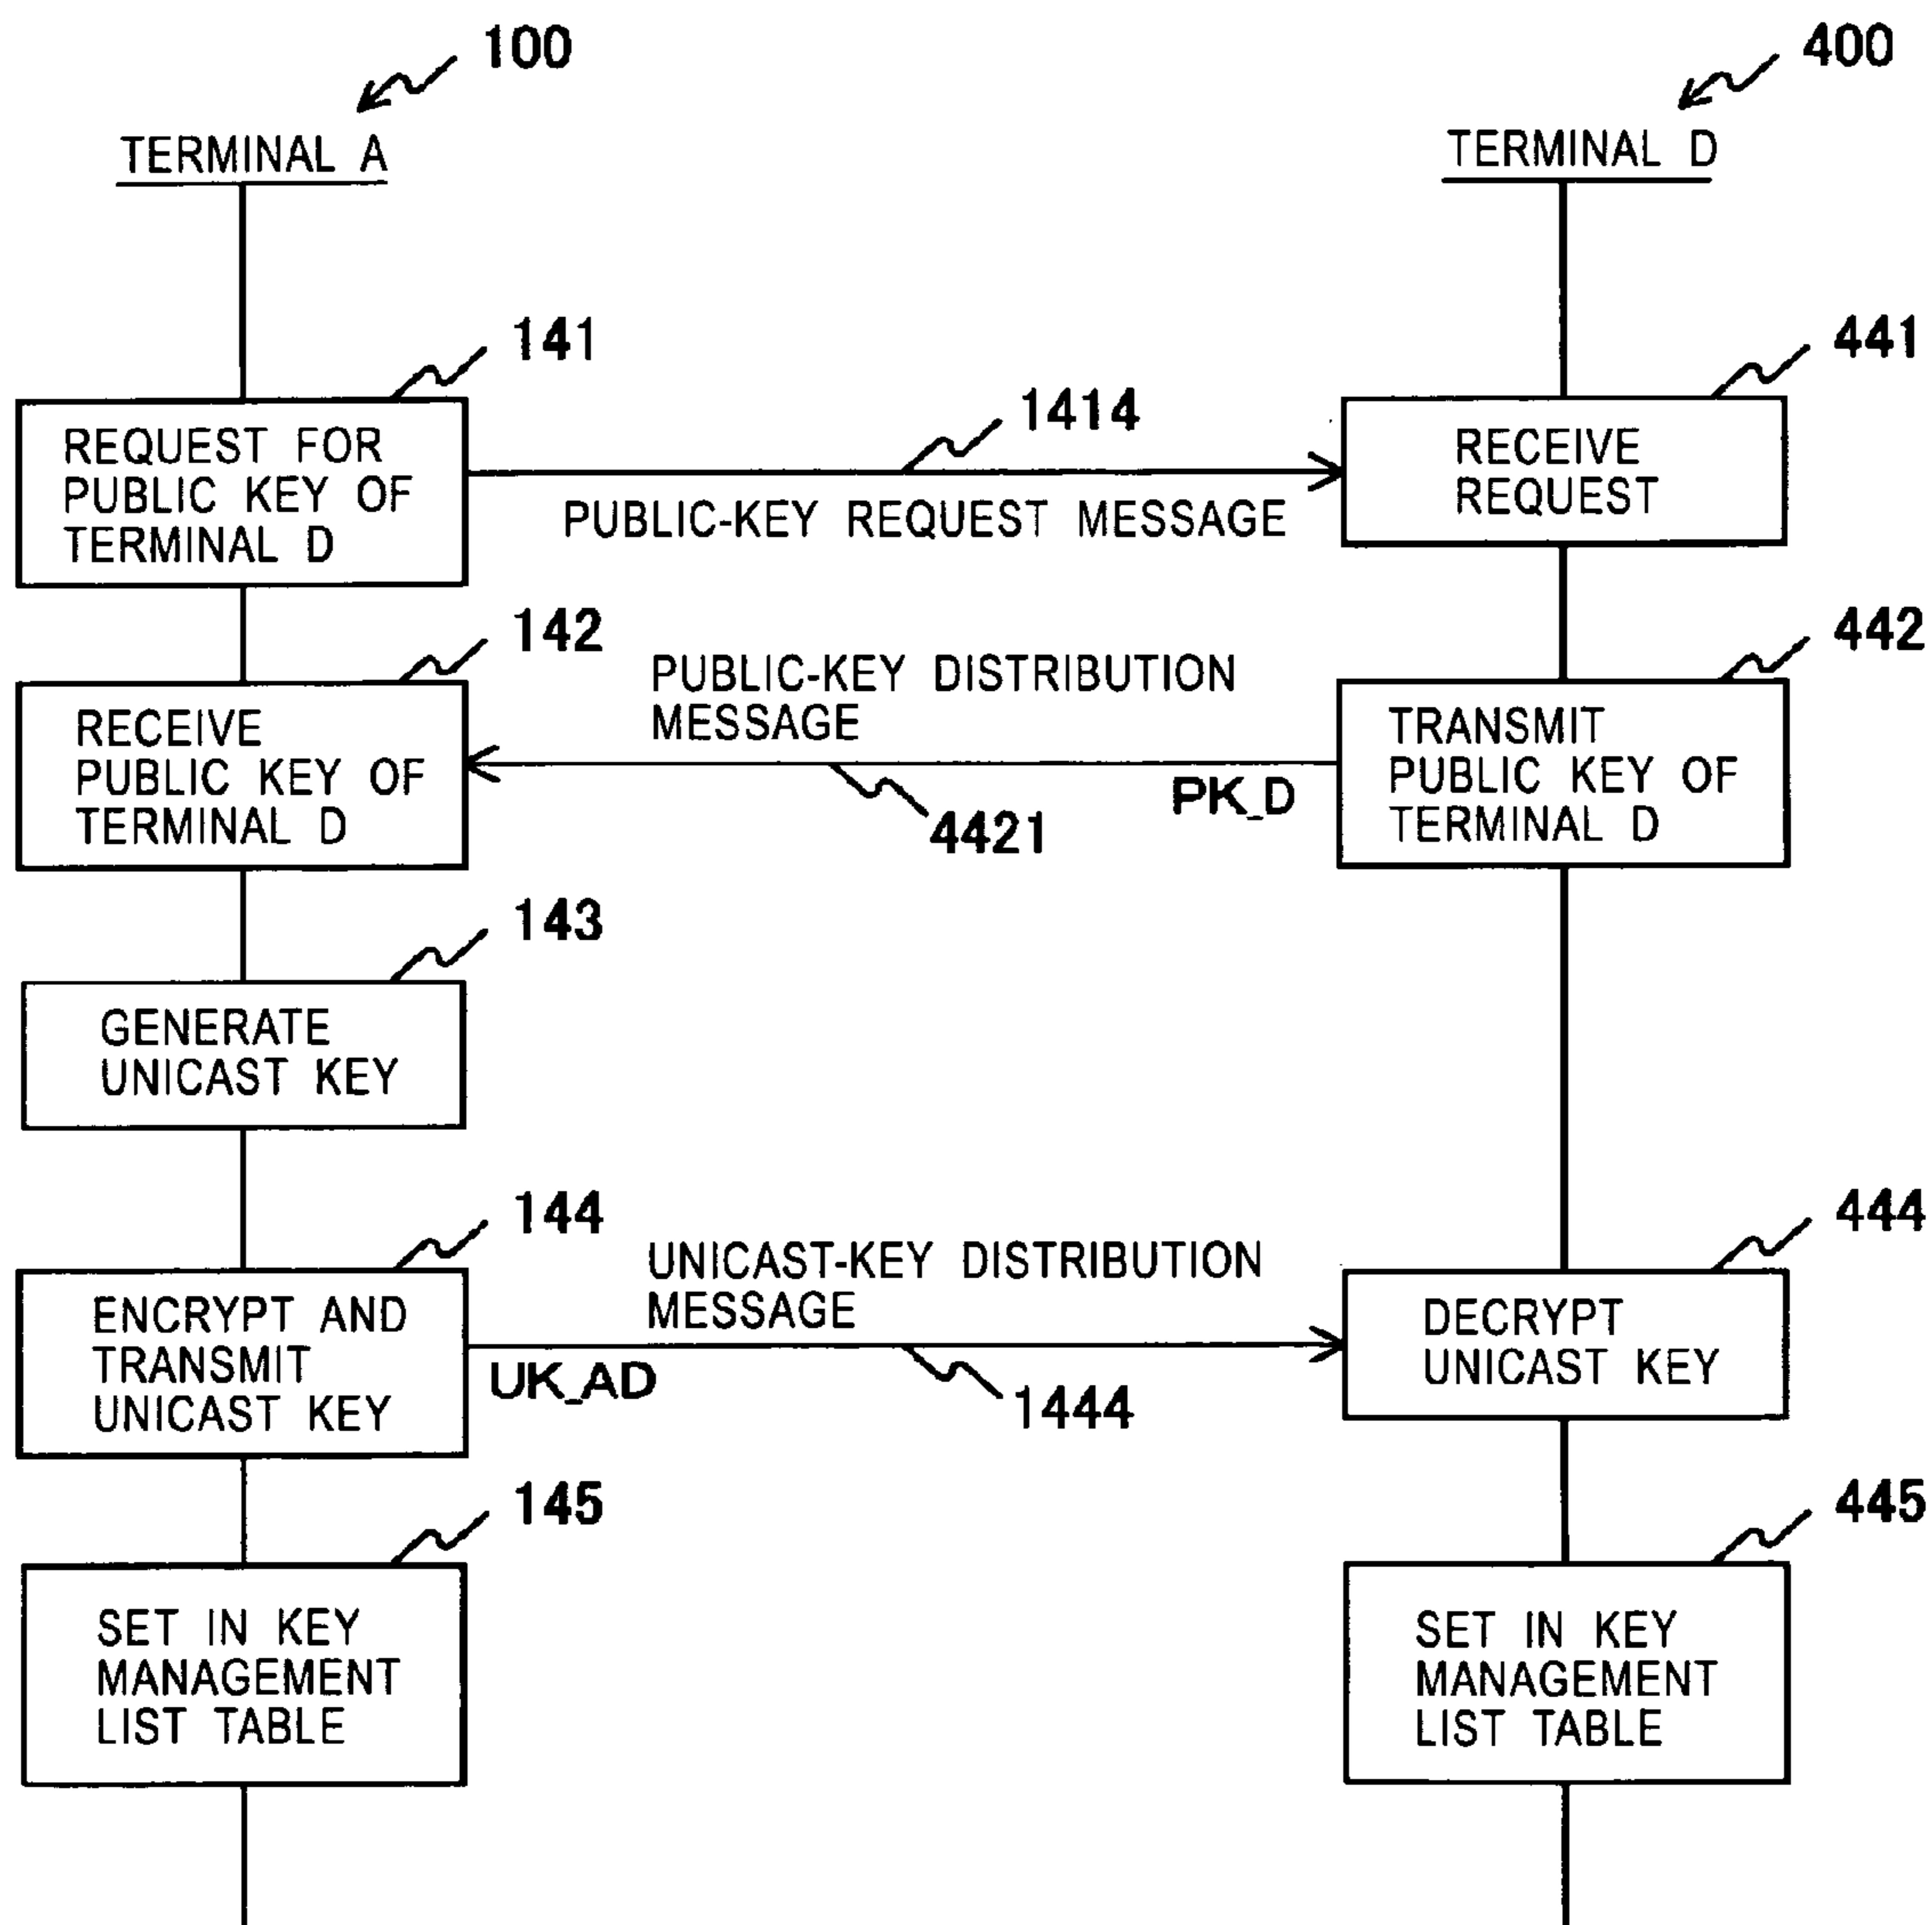 100
400
TERMINAL A
TERMINAL D
141
441
1414
REQUEST FOR
PUBLIC KEY OF
TERMINAL D
RECEIVE
REQUEST
PUBLIC-KEY REQUEST MESSAGE
142
442
PUBLIC-KEY DISTRIBUTION
MESSAGE
RECEIVE
PUBLIC KEY OF
TERMINAL D
TRANSMIT
PUBLIC KEY OF
TERMINAL D
PK_D
4421
143
GENERATE
UNICAST KEY
144
444
UNICAST-KEY DISTRIBUTION
MESSAGE
ENCRYPT AND
TRANSMIT
UNICAST KEY
DECRYPT
UNICAST KEY
UK_AD
1444
145
445
SET IN KEY
MANAGEMENT
LIST TABLE
SET IN KEY
MANAGEMENT
LIST TABLE